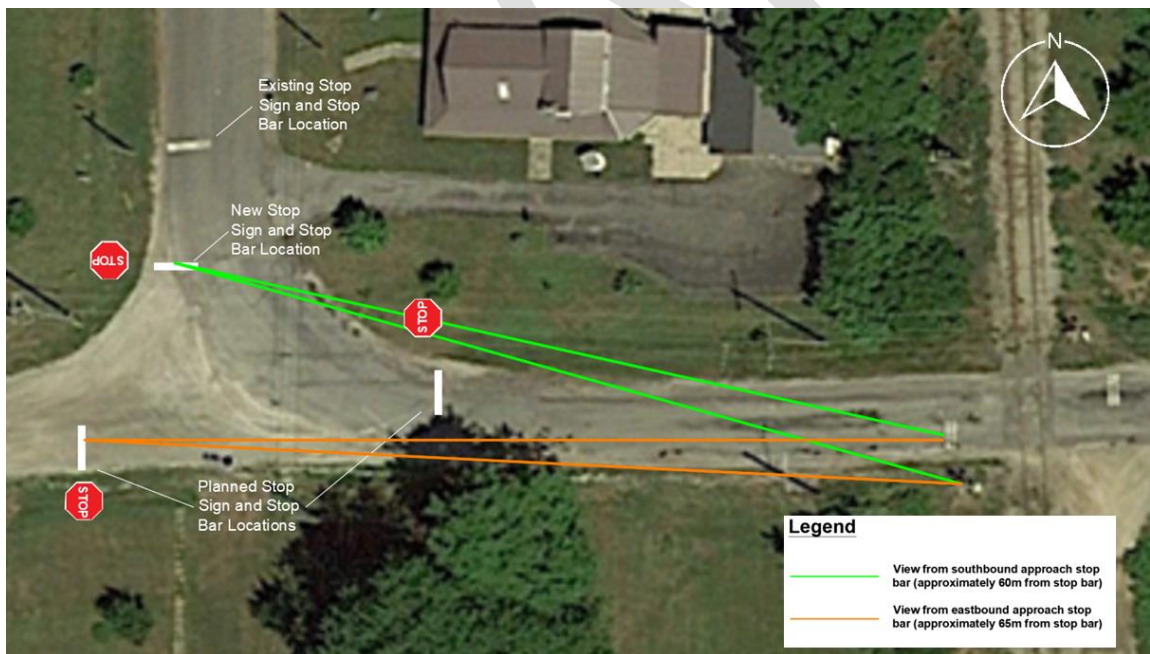 N
Existing Stop
Sign and Stop
Bar Location
New Stop
Sign and Stop
Bar Location
STOP
STOP
Planned Stop
Sign and Stop
Bar Locations
STOP
Legend
View from southbound approach stop
bar (approximately 60m from stop bar)
View from eastbound approach stop
bar (approximately 65m from stop bar)